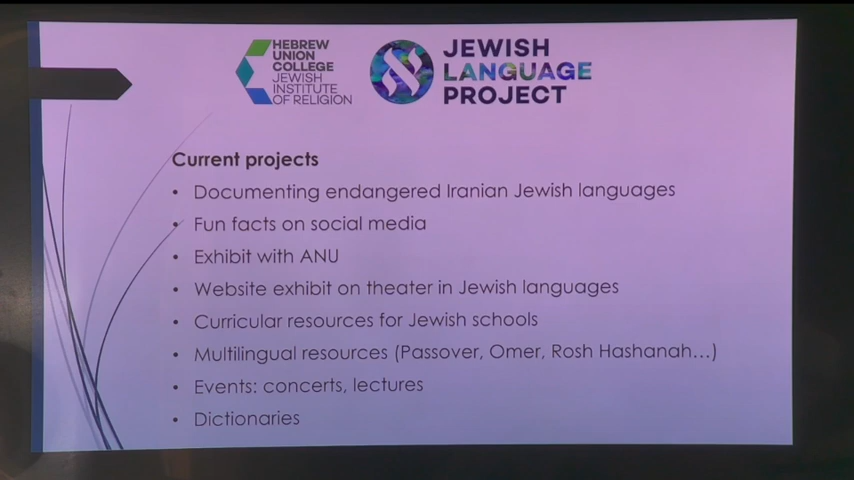 HEBREW
UNION
COLLEGE
JEWISH
INSTITUTE
OF RELIGION
JEWISH
LANGUAGE
PROJECT
Current projects
• Documenting endangered Iranian Jewish languages
• Fun facts on social media
• Exhibit with ANU
• Website exhibit on theater in Jewish languages
• Curricular resources for Jewish schools
• Multilingual resources (Passover, Omer, Rosh Hashanah...)
• Events: concerts, lectures
• Dictionaries